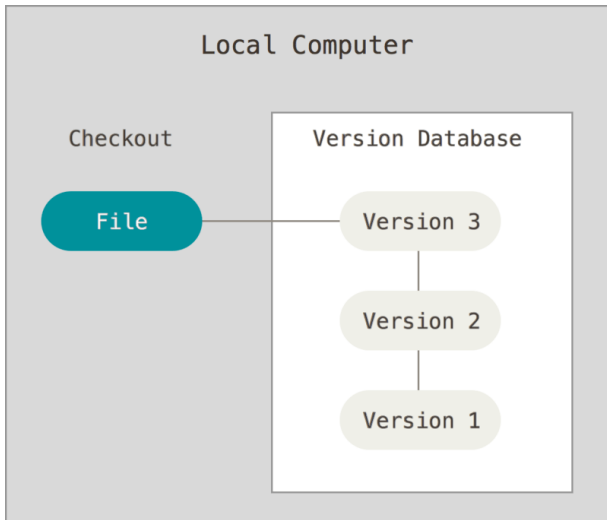 Local Computer
Checkout
Version Database
File
Version 3
Version 2
Version 1